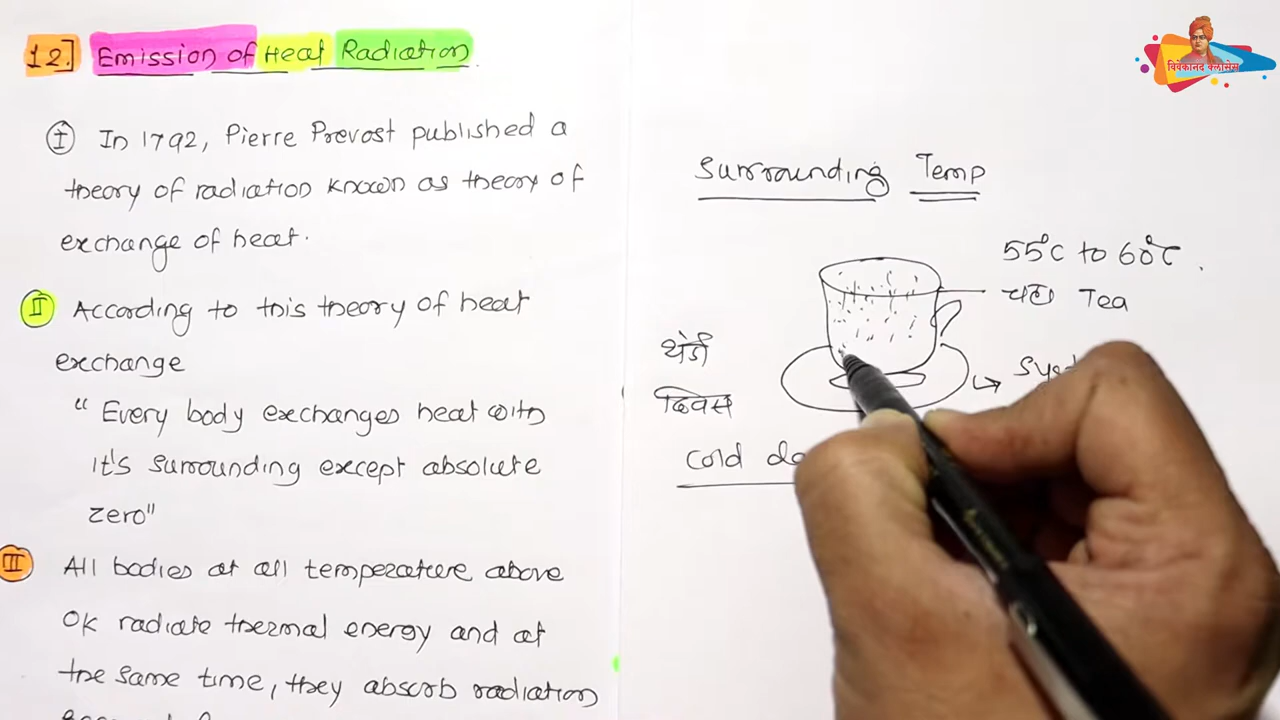 12] Emission of Heat Radiation.
I In 1792, Pierre Prevost published a
theory of radiation known as theory of
exchange of heat.
II According to this theory of heat
exchange
“ Every body exchanges heat with
it's surrounding except absolute
zero"
III All bodies at all temperature above
0K radiate thermal energy and at
the same time, they absorb radiation
विवेकानंद क्लासेस
Surrounding Temp
55°C to 60°C.
चहा Tea
थंडी
दिवस
cold